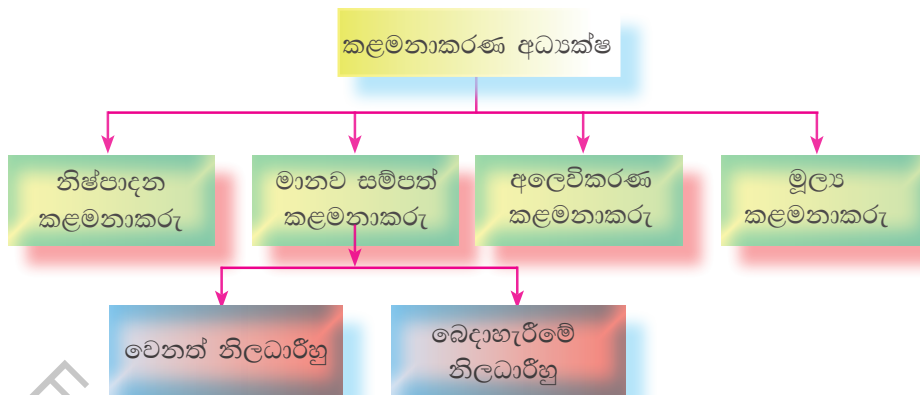 කළමනාකරණ අධ්‍යක්ෂ
නිෂ්පාදන
කළමනාකරු
මානව සම්පත්
කළමනාකරු
අලෙවිකරණ
කළමනාකරු
මූල්‍ය
කළමනාකරු
වෙනත් නිලධාරීහු
බෙදාහැරීමේ
නිලධාරීහු
E